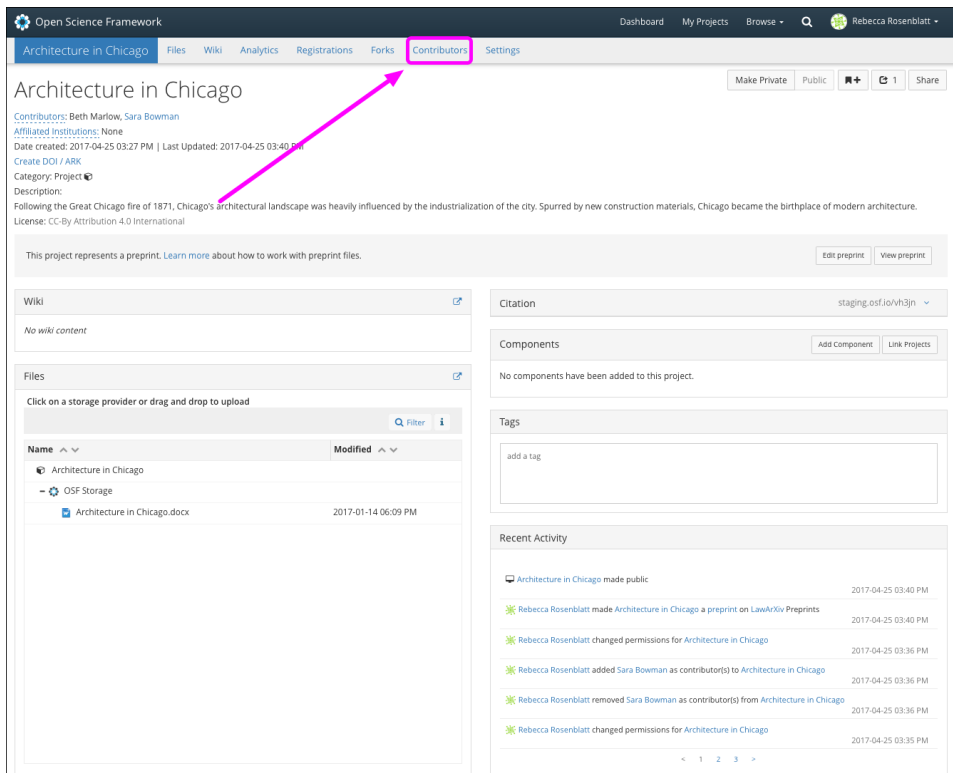 Open Science Framework
Dashboard My Projects Browse Rebecca Rosenblatt
Architecture in Chicago Files Wiki Analytics Registrations Forks Contributors Settings
Make Private Public 1 Share
Architecture in Chicago
Contributors: Beth Marlow, Sara Bowman
Affiliated Institutions: None
Date created: 2017-04-25 03:27 PM | Last Updated: 2017-04-25 03:40 PM
Create DOI / ARK
Category: Project
Description:
Following the Great Chicago fire of 1871, Chicago's architectural landscape was heavily influenced by the industrialization of the city. Spurred by new construction materials, Chicago became the birthplace of modern architecture.
License: CC-By Attribution 4.0 International
This project represents a preprint. Learn more about how to work with preprint files.
Edit preprint View preprint
Wiki
No wiki content
Files
Click on a storage provider or drag and drop to upload
Filter i
Name Modified
Architecture in Chicago
OSF Storage
Architecture in Chicago.docx 2017-01-14 06:09 PM
Citation staging.osf.io/vh3jn
Components Add Component Link Projects
No components have been added to this project.
Tags
add a tag
Recent Activity
Architecture in Chicago made public
2017-04-25 03:40 PM
Rebecca Rosenblatt made Architecture in Chicago a preprint on LawArXiv Preprints
2017-04-25 03:40 PM
Rebecca Rosenblatt changed permissions for Architecture in Chicago
2017-04-25 03:36 PM
Rebecca Rosenblatt added Sara Bowman as contributor(s) to Architecture in Chicago
2017-04-25 03:36 PM
Rebecca Rosenblatt removed Sara Bowman as contributor(s) from Architecture in Chicago
2017-04-25 03:36 PM
Rebecca Rosenblatt changed permissions for Architecture in Chicago
2017-04-25 03:35 PM
< 1 2 3 >